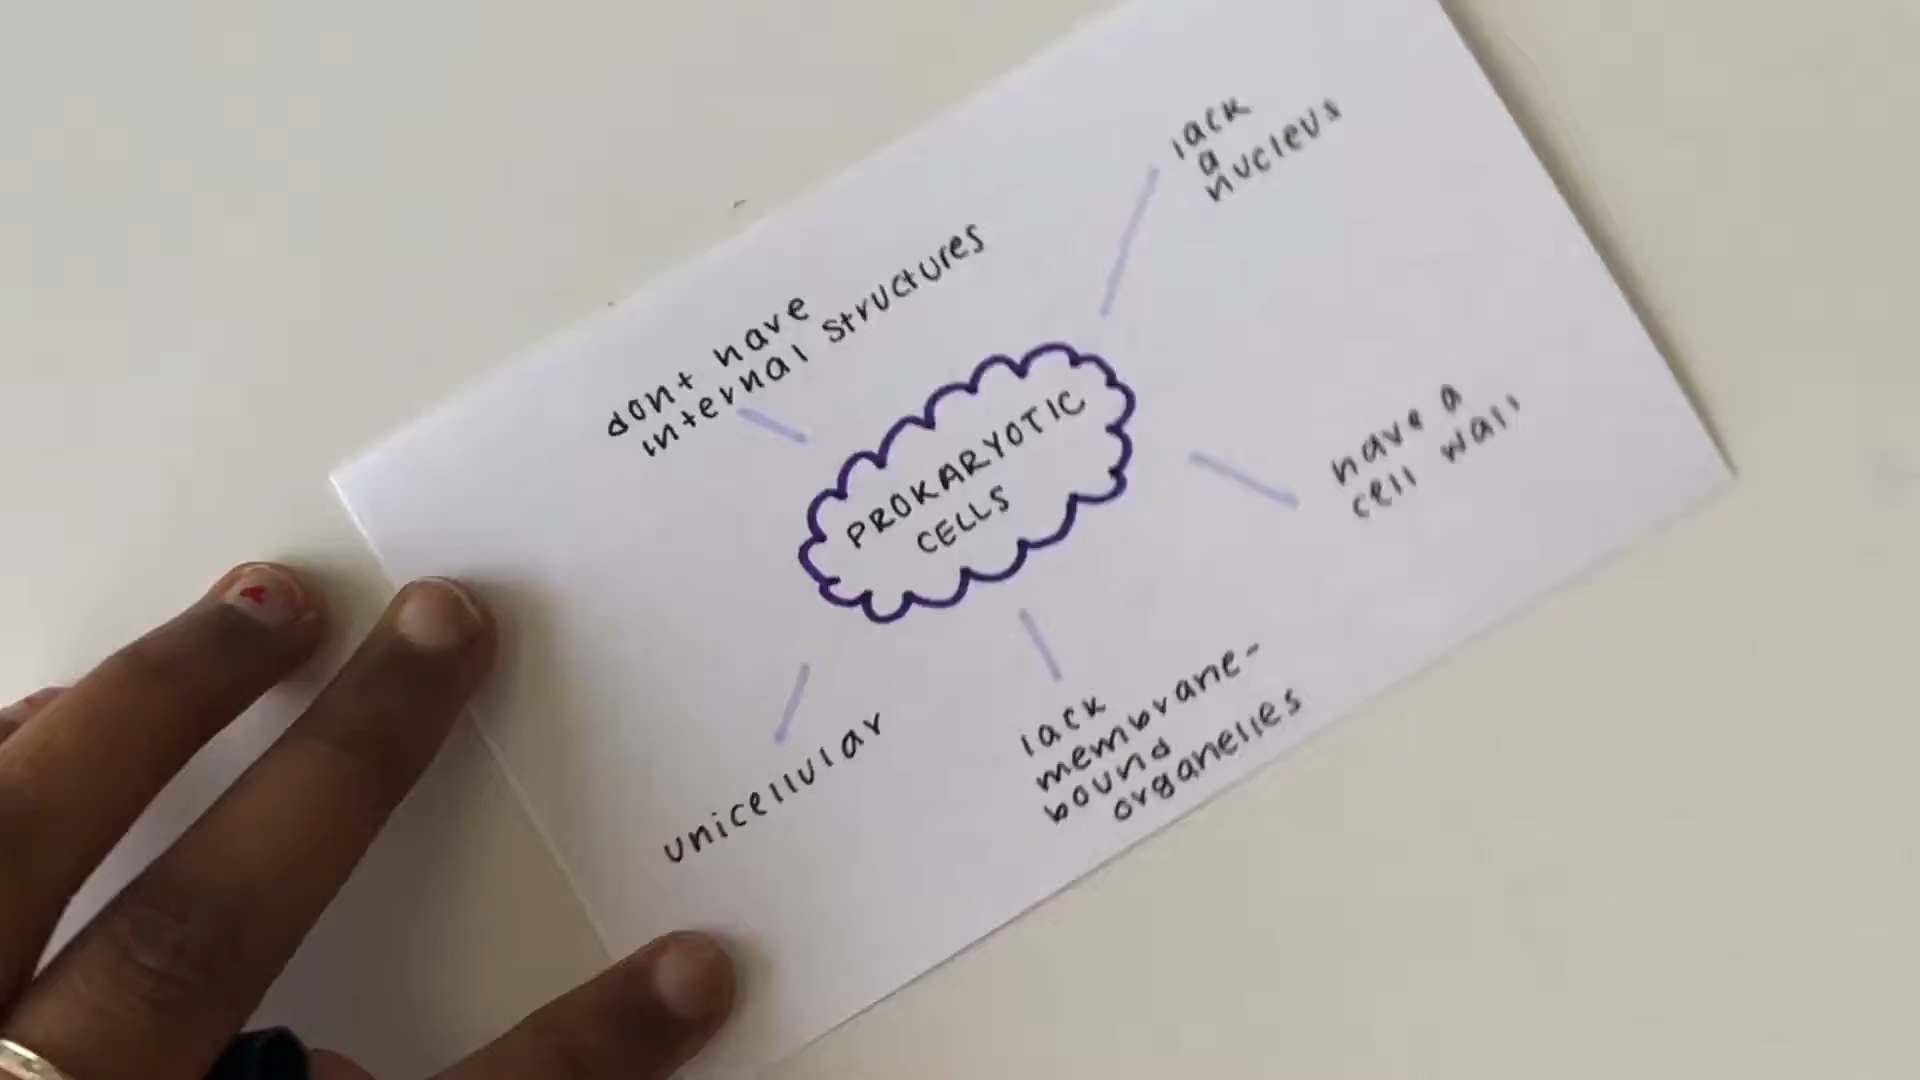 PROKARYOTIC
CELLS
lack
a
nucleus
have a
cell wall
lack
membrane-
bound
organelles
unicellular
dont have
internal structures